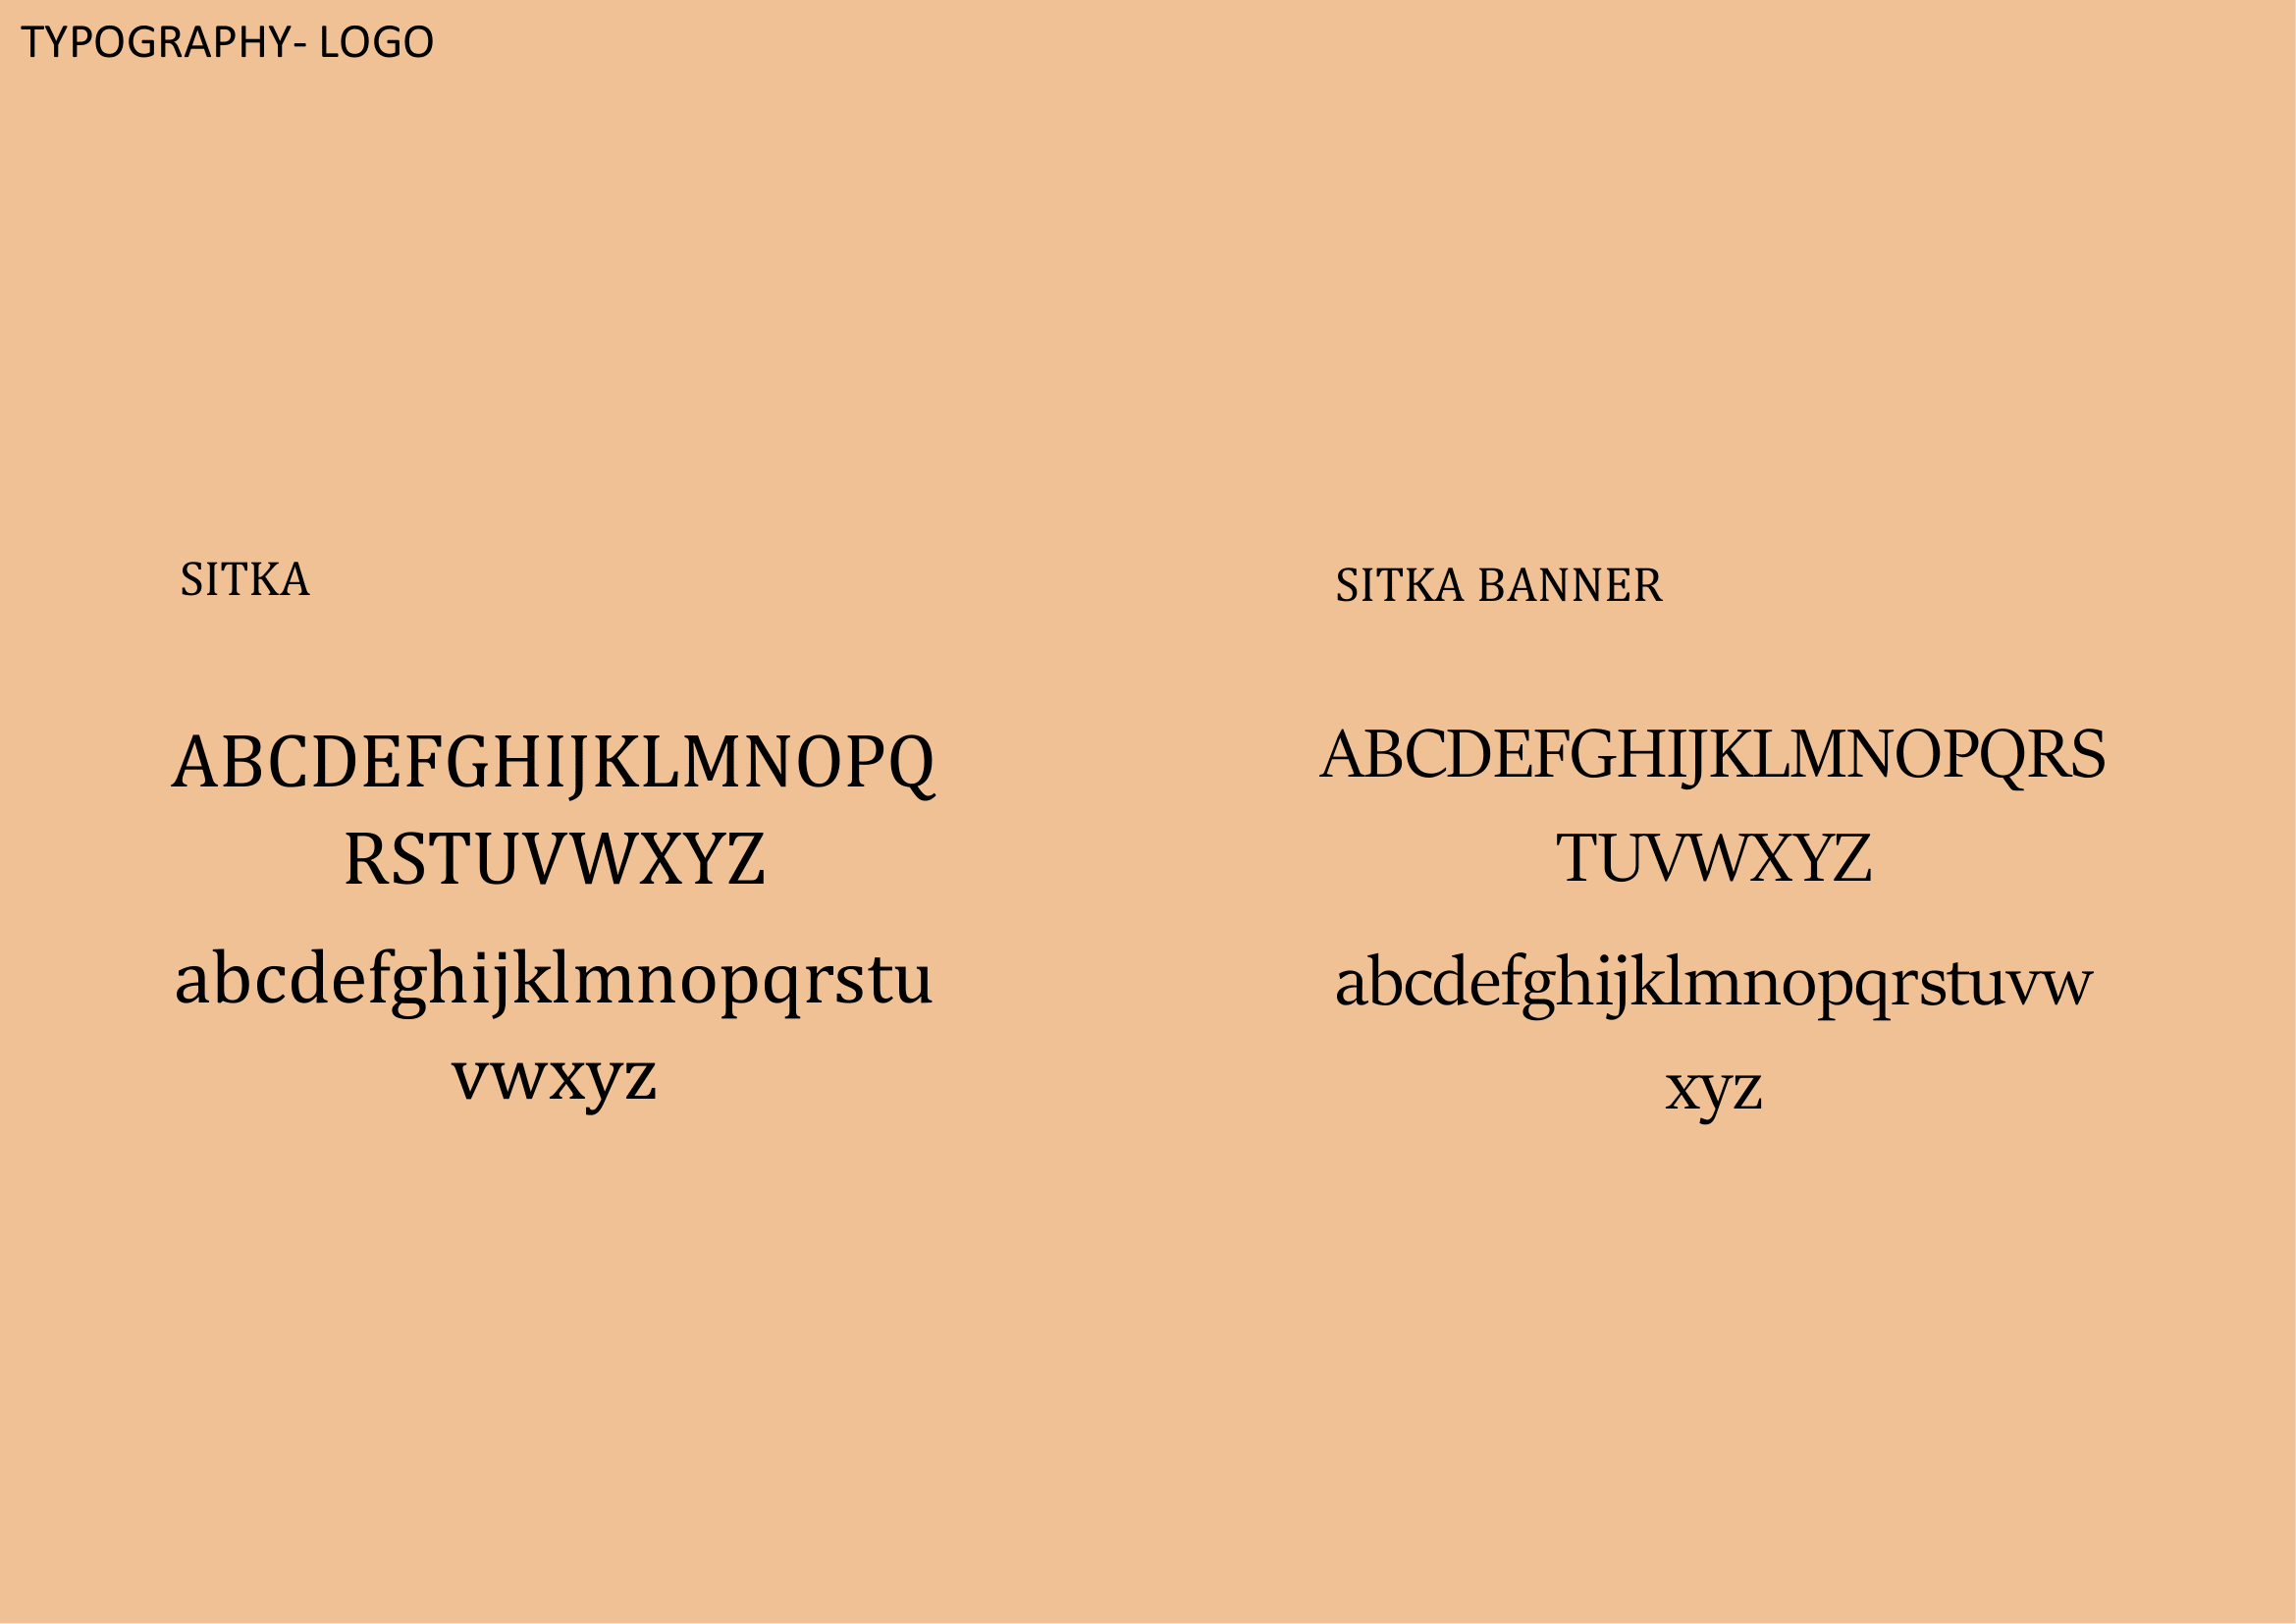 TYPOGRAPHY- LOGO
SITKA
ABCDEFGHIJKLMNOPQ
RSTUVWXYZ
abcdefghijklmnopqrstu
vwxyz
SITKA BANNER
ABCDEFGHIJKLMNOPQRS
TUVWXYZ
abcdefghijklmnopqrstuvw
xyz